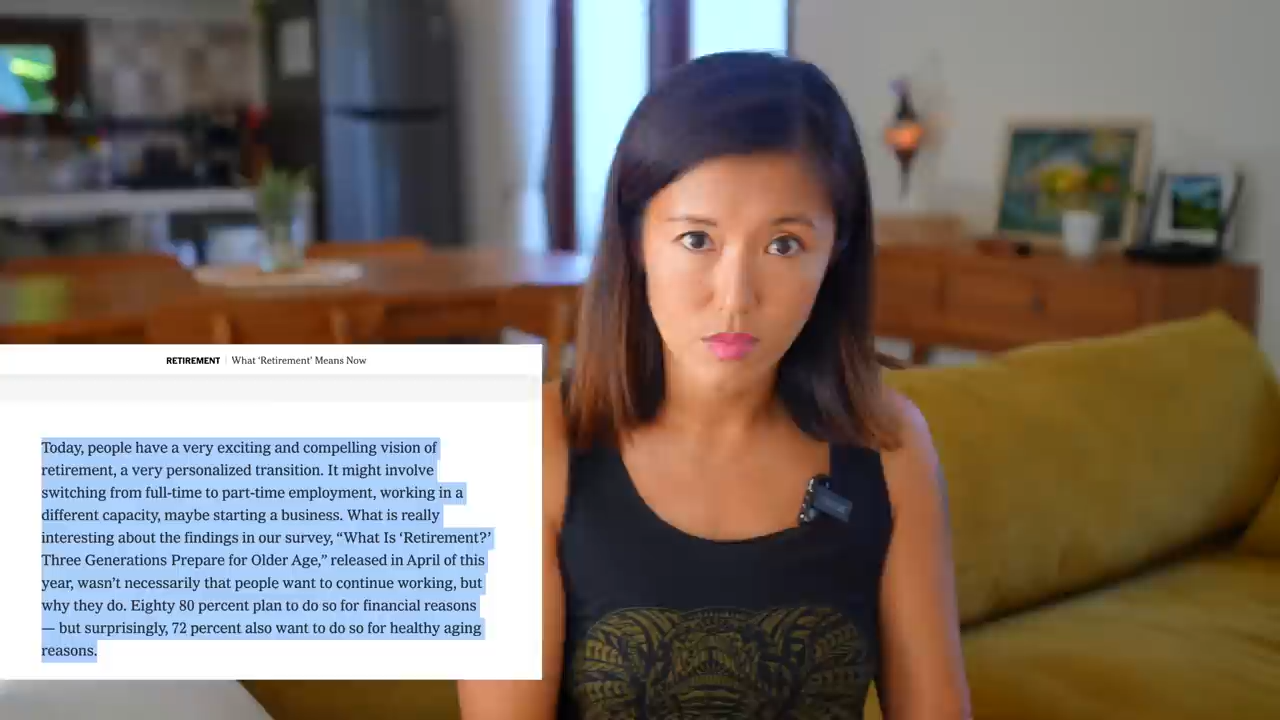 RETIREMENT | What ‘Retirement’ Means Now
Today, people have a very exciting and compelling vision of
retirement, a very personalized transition. It might involve
switching from full-time to part-time employment, working in a
different capacity, maybe starting a business. What is really
interesting about the findings in our survey, “What Is ‘Retirement?’
Three Generations Prepare for Older Age,” released in April of this
year, wasn’t necessarily that people want to continue working, but
why they do. Eighty 80 percent plan to do so for financial reasons
— but surprisingly, 72 percent also want to do so for healthy aging
reasons.